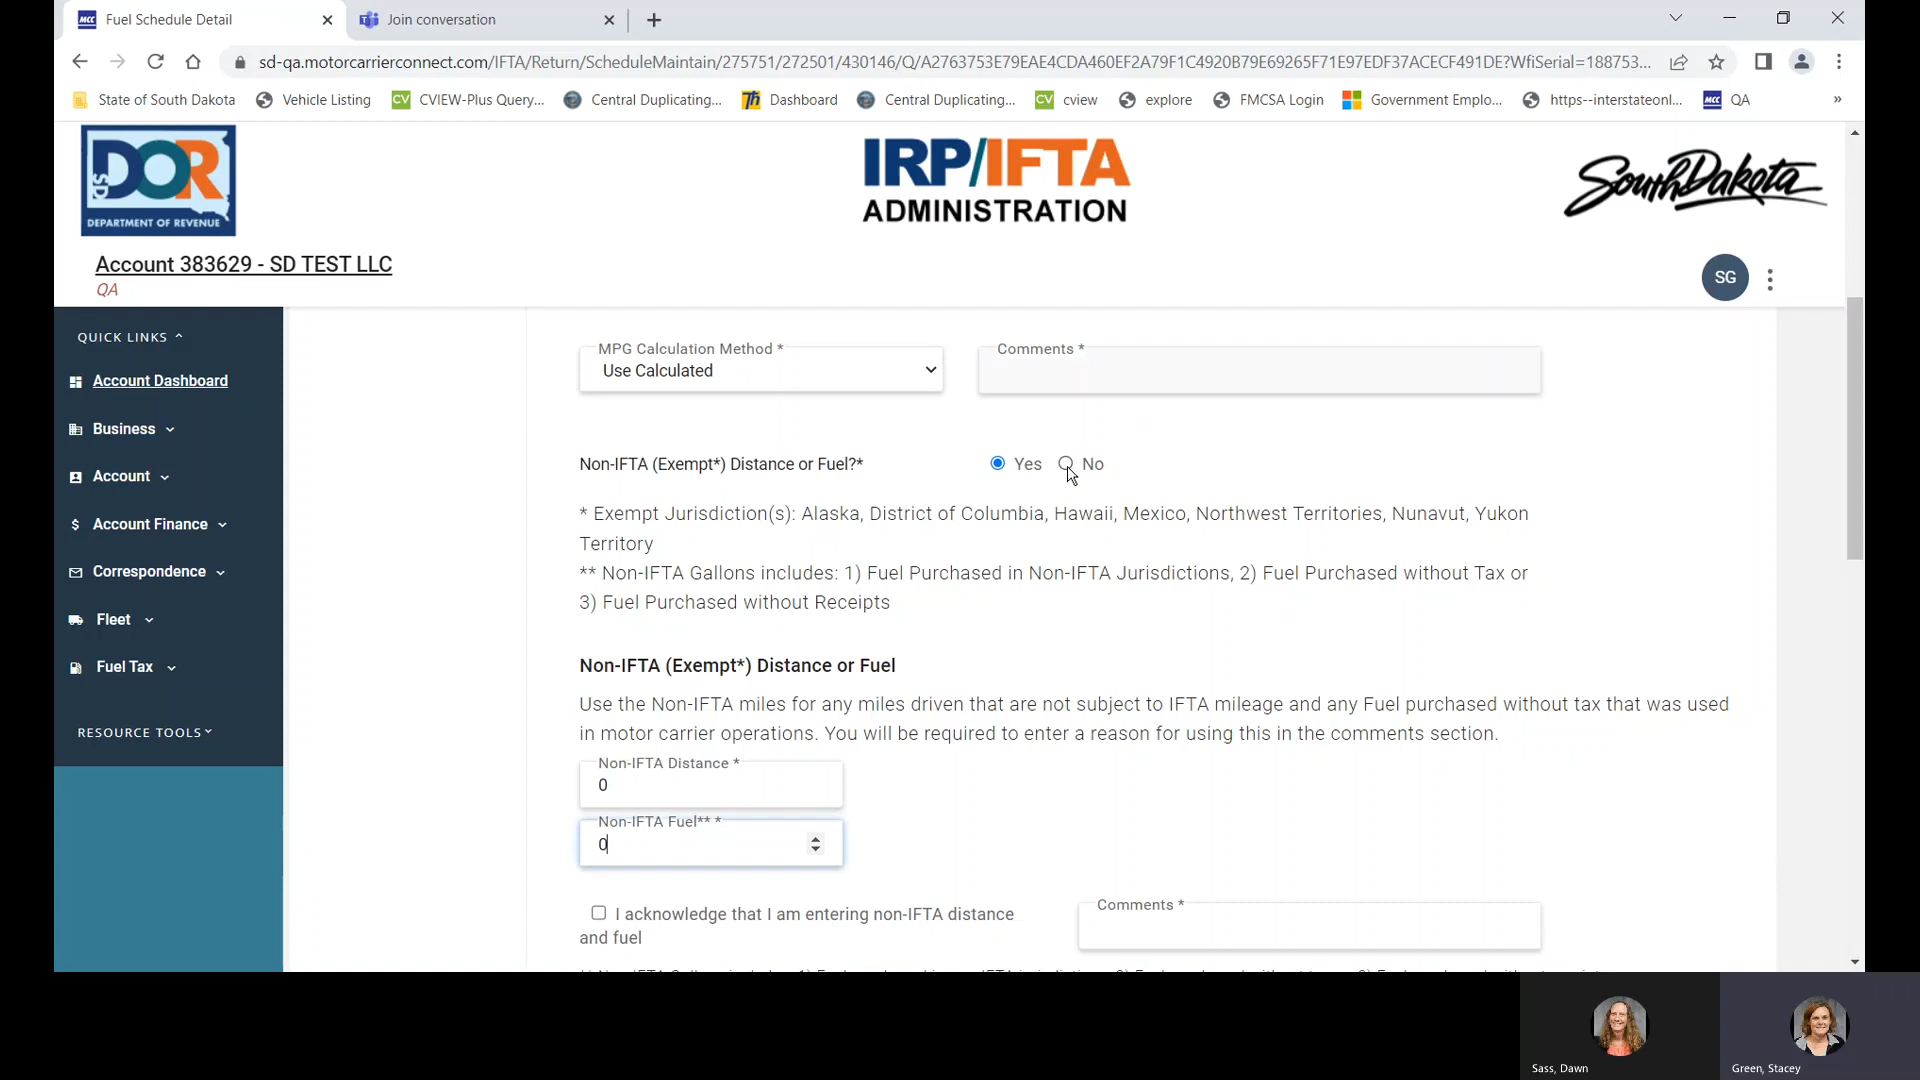 Fuel Schedule Detail
Join conversation
sd-qa.motorcarrierconnect.com/IFTA/Return/ScheduleMaintain/275751/272501/430146/Q/A2763753E79EAE4CDA460EF2A79F1C4920B79E69265F71E97EDF37ACECF491DE?WfiSerial=188753...
State of South Dakota Vehicle Listing CVIEW-Plus Query... Central Duplicating... Dashboard Central Duplicating... cview explore FMCSA Login Government Emplo... https--interstateonl... QA
SD DOR
DEPARTMENT OF REVENUE
IRP/IFTA
ADMINISTRATION
South Dakota
Account 383629 - SD TEST LLC
QA
SG
QUICK LINKS
Account Dashboard
Business
Account
Account Finance
Correspondence
Fleet
Fuel Tax
RESOURCE TOOLS
MPG Calculation Method *
Use Calculated
Comments *
Non-IFTA (Exempt*) Distance or Fuel?* Yes No
* Exempt Jurisdiction(s): Alaska, District of Columbia, Hawaii, Mexico, Northwest Territories, Nunavut, Yukon
Territory
** Non-IFTA Gallons includes: 1) Fuel Purchased in Non-IFTA Jurisdictions, 2) Fuel Purchased without Tax or
3) Fuel Purchased without Receipts
Non-IFTA (Exempt*) Distance or Fuel
Use the Non-IFTA miles for any miles driven that are not subject to IFTA mileage and any Fuel purchased without tax that was used
in motor carrier operations. You will be required to enter a reason for using this in the comments section.
Non-IFTA Distance *
0
Non-IFTA Fuel** *
0
I acknowledge that I am entering non-IFTA distance
and fuel
Comments *
Sass, Dawn
Green, Stacey